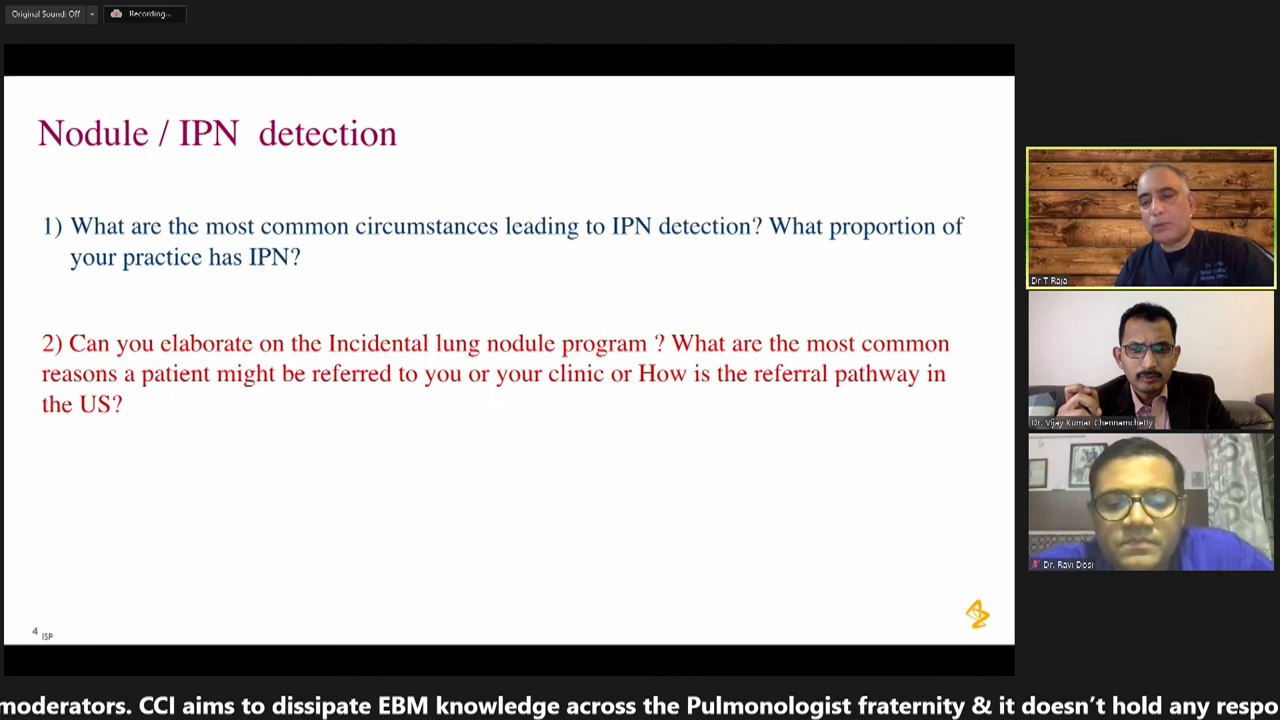 Original Sound: Off
Recording...
Nodule / IPN detection
1) What are the most common circumstances leading to IPN detection? What proportion of
your practice has IPN?
2) Can you elaborate on the Incidental lung nodule program ? What are the most common
reasons a patient might be referred to you or your clinic or How is the referral pathway in
the US?
4 ISP
Dr T Raja
Dr. Vijay Kumar Chennamchetty
Dr. Ravi Dosi
moderators. CCI aims to dissipate EBM knowledge across the Pulmonologist fraternity & it doesn't hold any respo